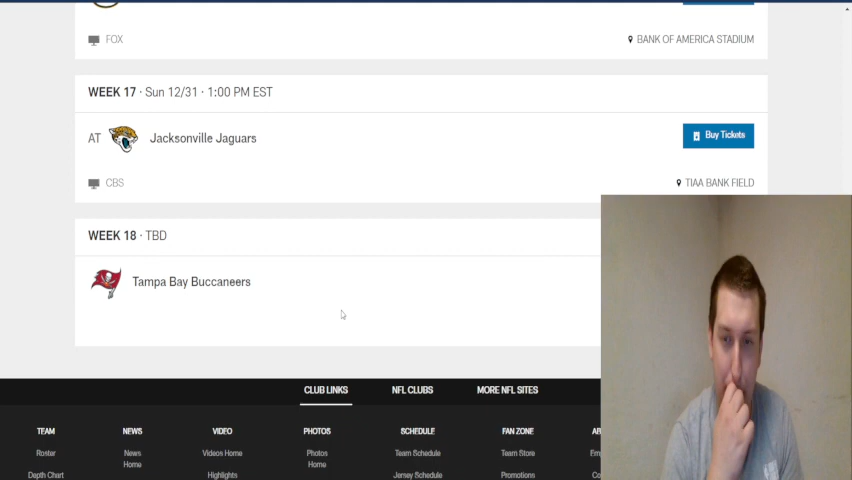 FOX
BANK OF AMERICA STADIUM
WEEK 17 · Sun 12/31 · 1:00 PM EST
AT Jacksonville Jaguars
Buy Tickets
CBS
TIAA BANK FIELD
WEEK 18 · TBD
Tampa Bay Buccaneers
CLUB LINKS NFL CLUBS MORE NFL SITES
TEAM NEWS VIDEO PHOTOS SCHEDULE FAN ZONE
Roster News Home Videos Home Photos Home Team Schedule Team Store
Depth Chart Highlights Jersey Schedule Promotions